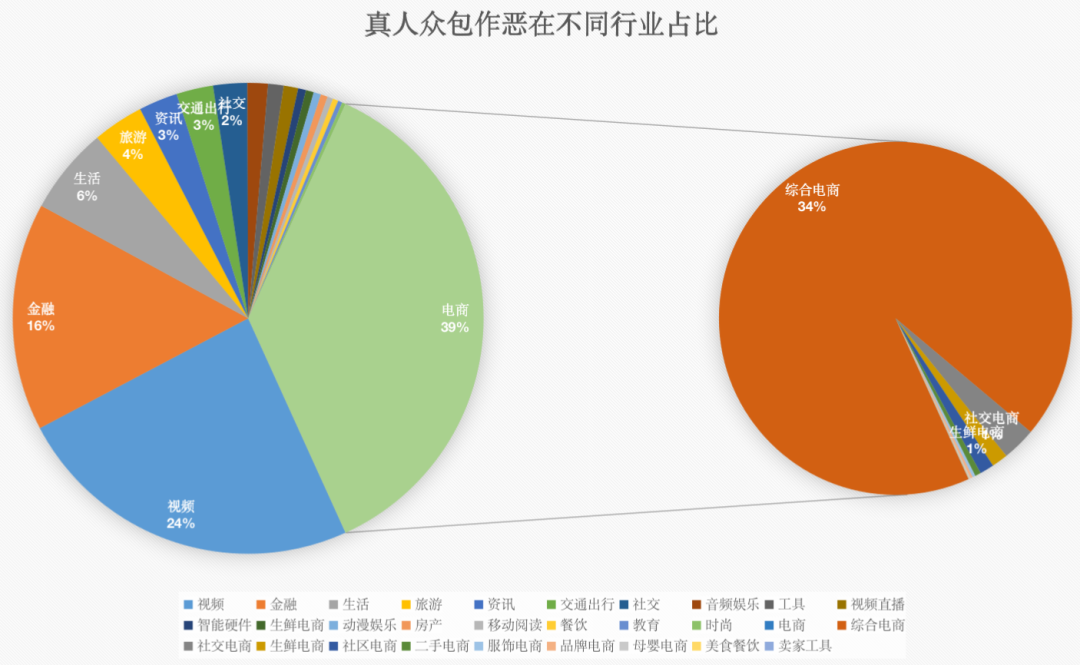 真人众包作恶在不同行业占比
社交
2%
交通出行
3%
资讯
3%
旅游
4%
生活
6%
金融
16%
视频
24%
电商
39%
综合电商
34%
社交电商
1%
生鲜电商
1%
视频 金融 生活 旅游 资讯 交通出行 社交 音频娱乐 工具 视频直播
智能硬件 生鲜电商 动漫娱乐 房产 移动阅读 餐饮 教育 时尚 电商 综合电商
社交电商 生鲜电商 社区电商 二手电商 服饰电商 品牌电商 母婴电商 美食餐饮 卖家工具